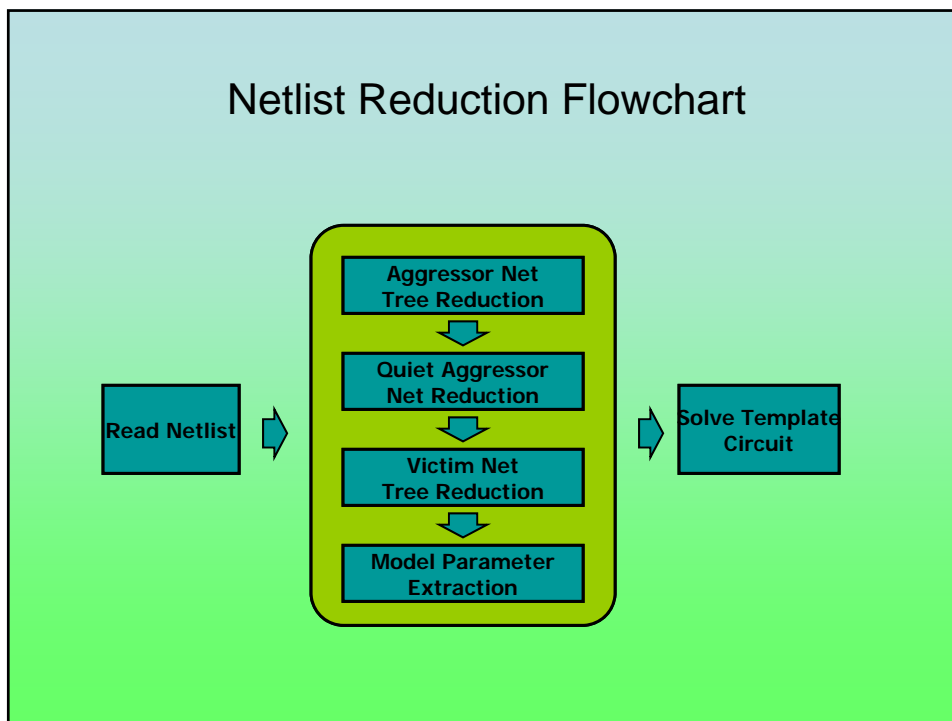 Netlist Reduction Flowchart
Read Netlist
Aggressor Net
Tree Reduction
Quiet Aggressor
Net Reduction
Victim Net
Tree Reduction
Model Parameter
Extraction
Solve Template
Circuit